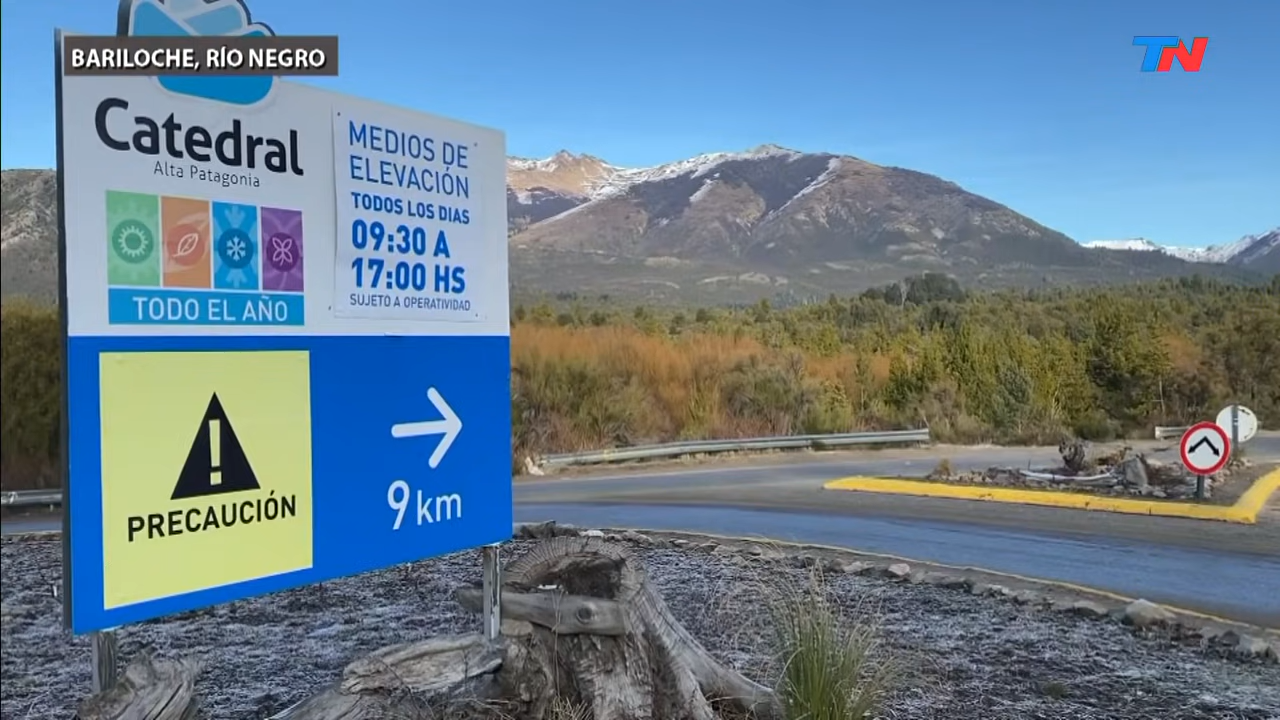 BARILOCHE, RÍO NEGRO
TN
Catedral
Alta Patagonia
TODO EL AÑO
MEDIOS DE
ELEVACIÓN
TODOS LOS DIAS
09:30 A
17:00 HS
SUJETO A OPERATIVIDAD
!
PRECAUCIÓN
9 km